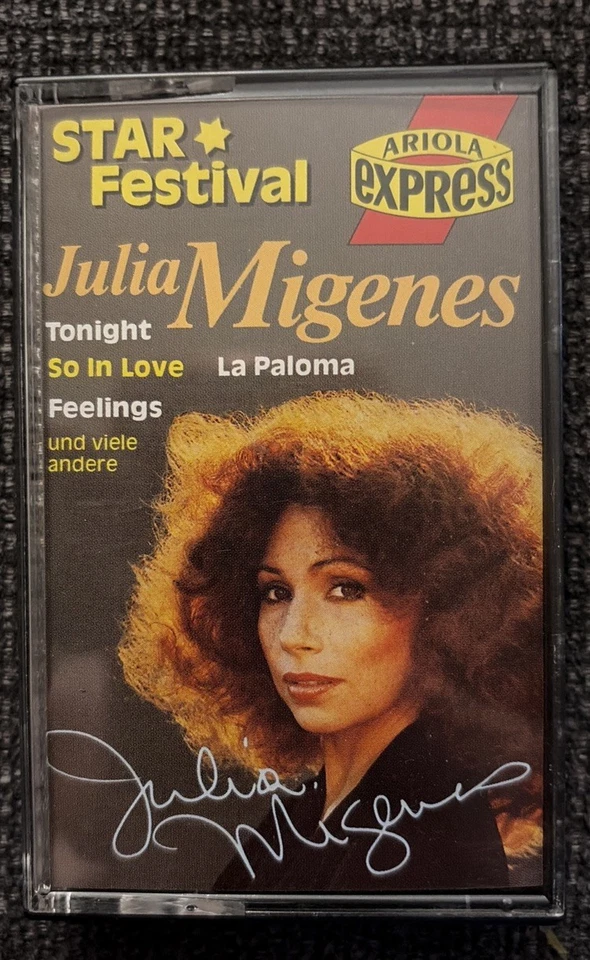 STAR
Festival
ARIOLA
EXPRESS
Julia Migenes
Tonight
So In Love La Paloma
Feelings
und viele
andere
Julia
Migenes